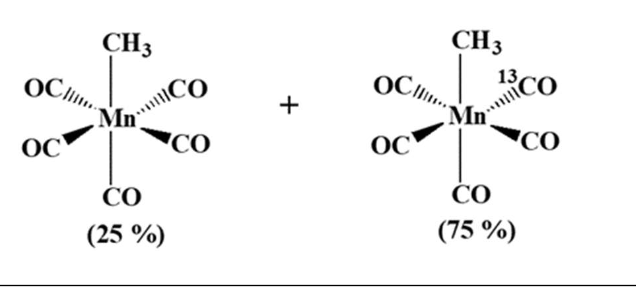 CH3 CH3
OC CO + OC 13CO
Mn Mn
OC CO OC CO
CO CO
(25 %) (75 %)